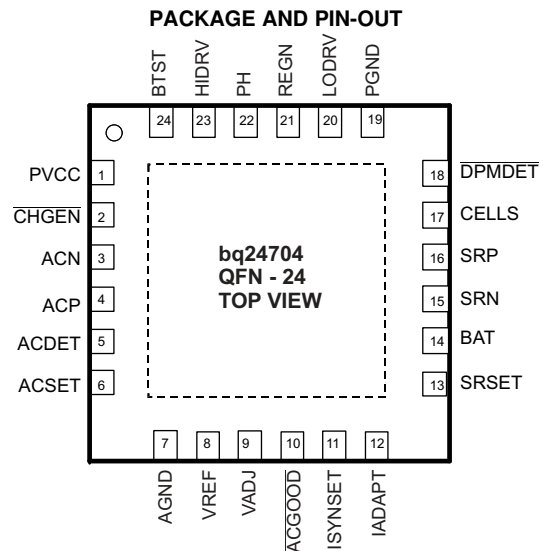 PACKAGE AND PIN-OUT
BTST
HIDRV
PH
REGN
LODRV
PGND
24
23
22
21
20
19
PVCC 1
CHGEN 2
ACN 3
ACP 4
ACDET 5
ACSET 6
bq24704
QFN - 24
TOP VIEW
18 DPMDET
17 CELLS
16 SRP
15 SRN
14 BAT
13 SRSET
7
8
9
10
11
12
AGND
VREF
VADJ
ACGOOD
ISYNSET
IADAPT